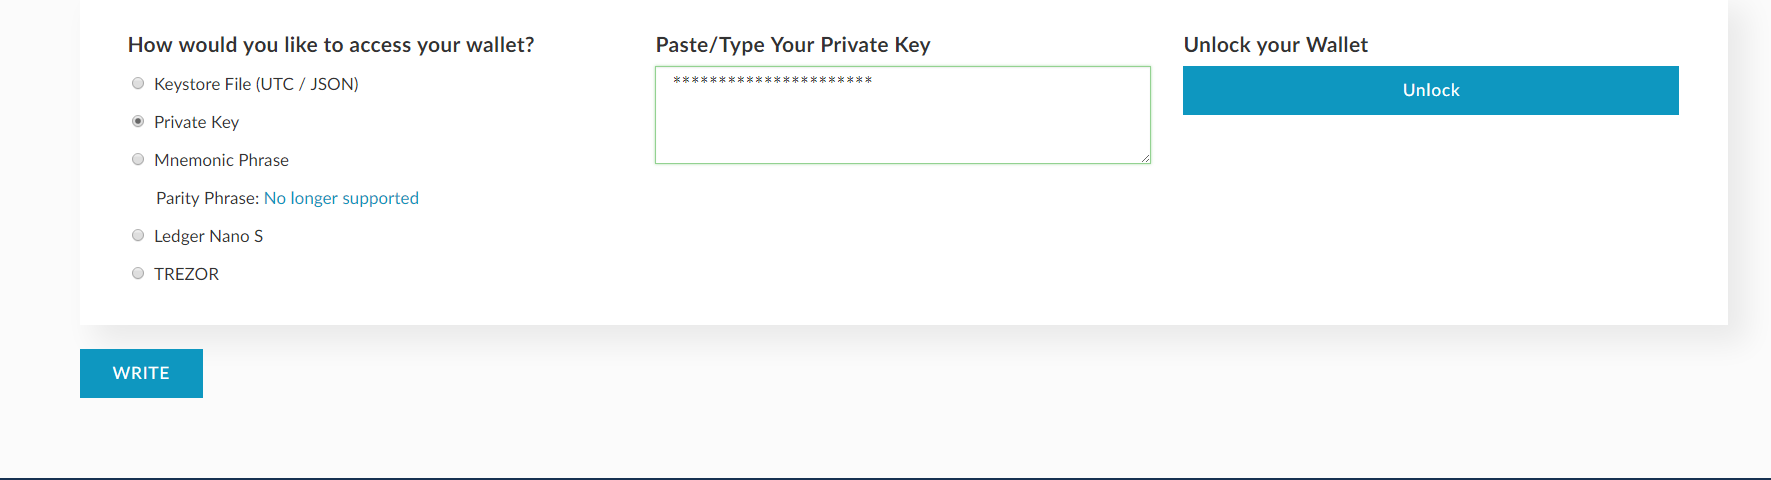 How would you like to access your wallet?
Keystore File (UTC / JSON)
Private Key
Mnemonic Phrase
Parity Phrase: No longer supported
Ledger Nano S
TREZOR
Paste/Type Your Private Key
**********************
Unlock your Wallet
Unlock
WRITE